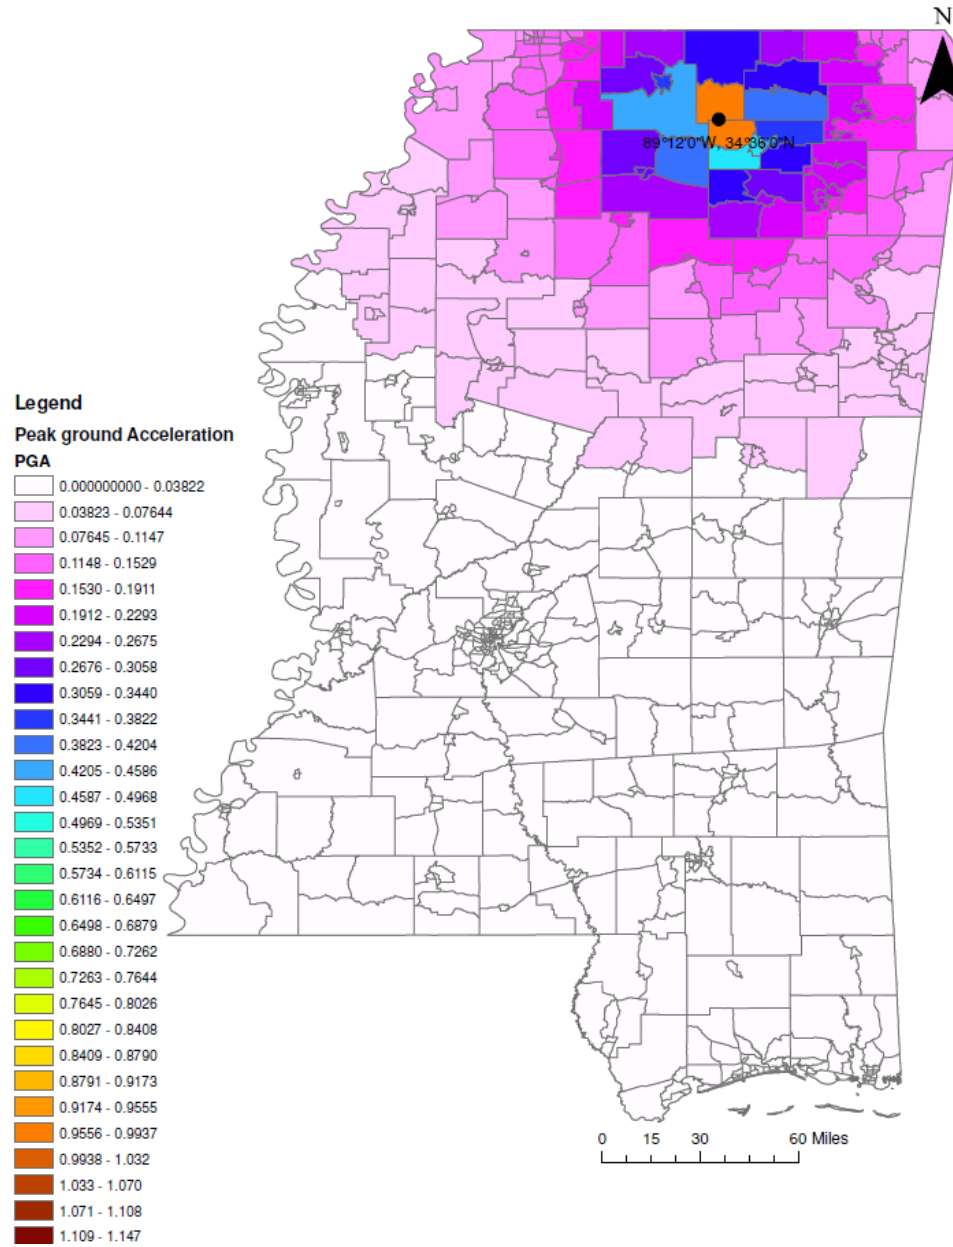 N
89°12'0"W, 34°36'0"N
Legend
Peak ground Acceleration
PGA
0.000000000 - 0.03822
0.03823 - 0.07644
0.07645 - 0.1147
0.1148 - 0.1529
0.1530 - 0.1911
0.1912 - 0.2293
0.2294 - 0.2675
0.2676 - 0.3058
0.3059 - 0.3440
0.3441 - 0.3822
0.3823 - 0.4204
0.4205 - 0.4586
0.4587 - 0.4968
0.4969 - 0.5351
0.5352 - 0.5733
0.5734 - 0.6115
0.6116 - 0.6497
0.6498 - 0.6879
0.6880 - 0.7262
0.7263 - 0.7644
0.7645 - 0.8026
0.8027 - 0.8408
0.8409 - 0.8790
0.8791 - 0.9173
0.9174 - 0.9555
0.9556 - 0.9937
0.9938 - 1.032
1.033 - 1.070
1.071 - 1.108
1.109 - 1.147
0 15 30 60 Miles